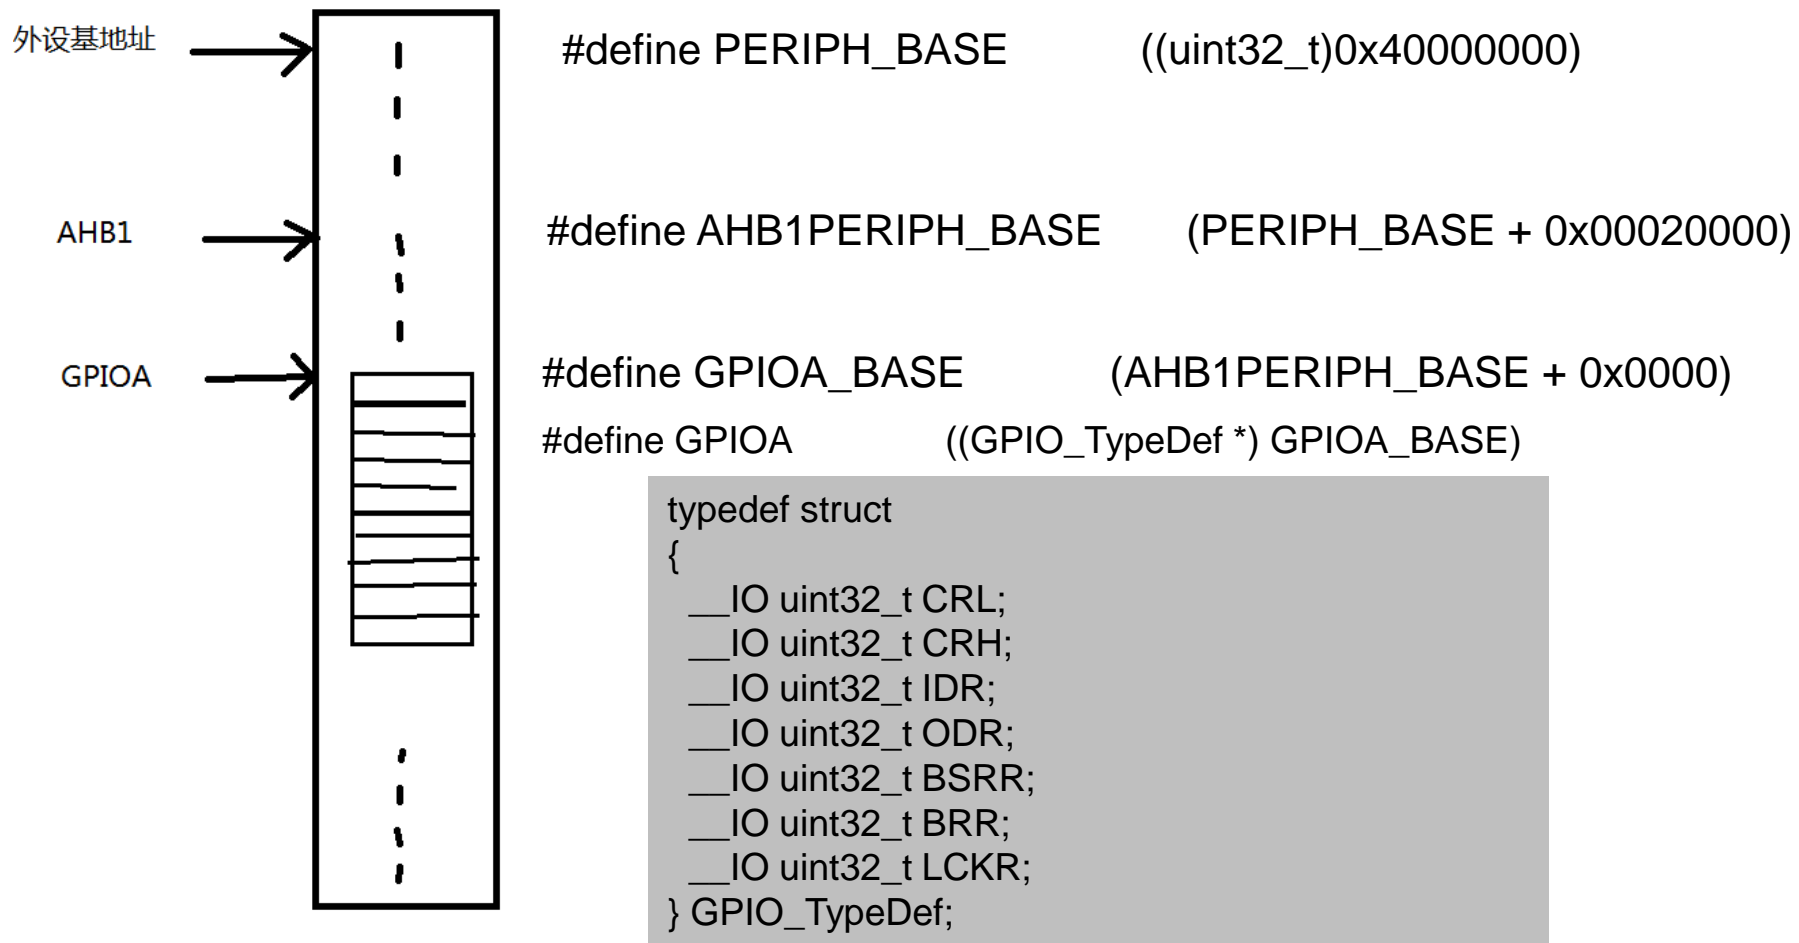 外设基地址 #define PERIPH_BASE ((uint32_t)0x40000000)
AHB1 #define AHB1PERIPH_BASE (PERIPH_BASE + 0x00020000)
GPIOA #define GPIOA_BASE (AHB1PERIPH_BASE + 0x0000)
#define GPIOA ((GPIO_TypeDef *) GPIOA_BASE)
typedef struct
{
__IO uint32_t CRL;
__IO uint32_t CRH;
__IO uint32_t IDR;
__IO uint32_t ODR;
__IO uint32_t BSRR;
__IO uint32_t BRR;
__IO uint32_t LCKR;
} GPIO_TypeDef;